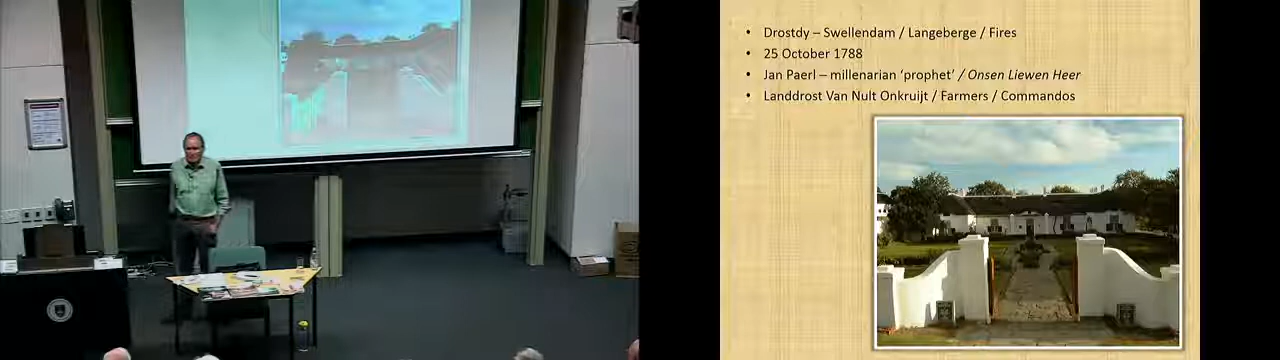 Drostdy – Swellendam / Langeberge / Fires
25 October 1788
Jan Paerl – millenarian ‘prophet’ / Onsen Liewen Heer
Landdrost Van Nult Onkruijt / Farmers / Commandos